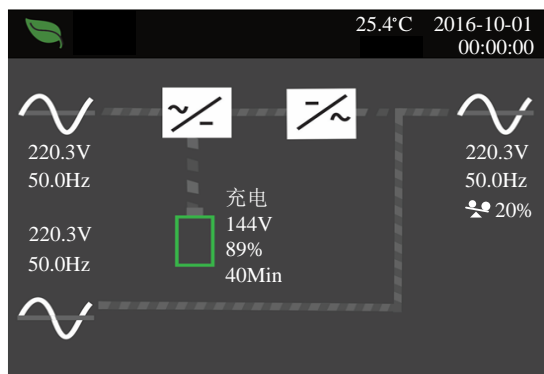 25.4℃ 2016-10-01
00:00:00
220.3V
50.0Hz
220.3V
50.0Hz
充电
144V
89%
40Min
220.3V
50.0Hz
20%